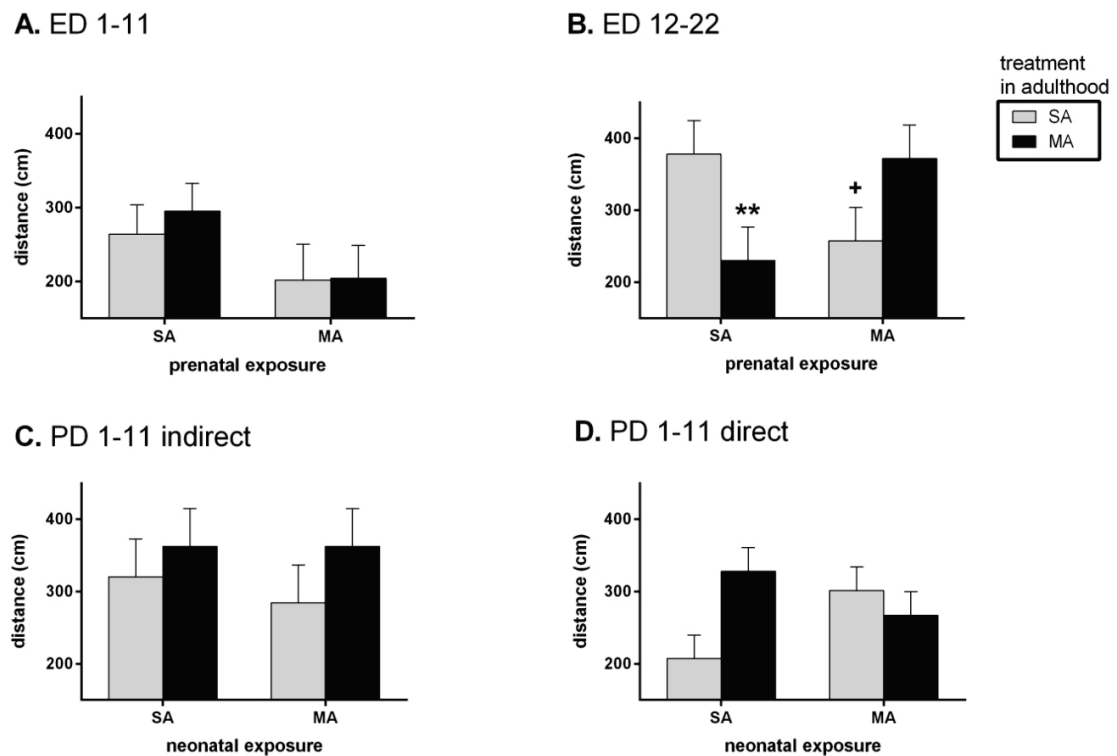 A. ED 1-11
400
300
200
distance (cm)
SA MA
prenatal exposure
B. ED 12-22
400
300
200
distance (cm)
**
+
SA MA
prenatal exposure
treatment
in adulthood
SA
MA
C. PD 1-11 indirect
400
300
200
distance (cm)
SA MA
neonatal exposure
D. PD 1-11 direct
400
300
200
distance (cm)
SA MA
neonatal exposure